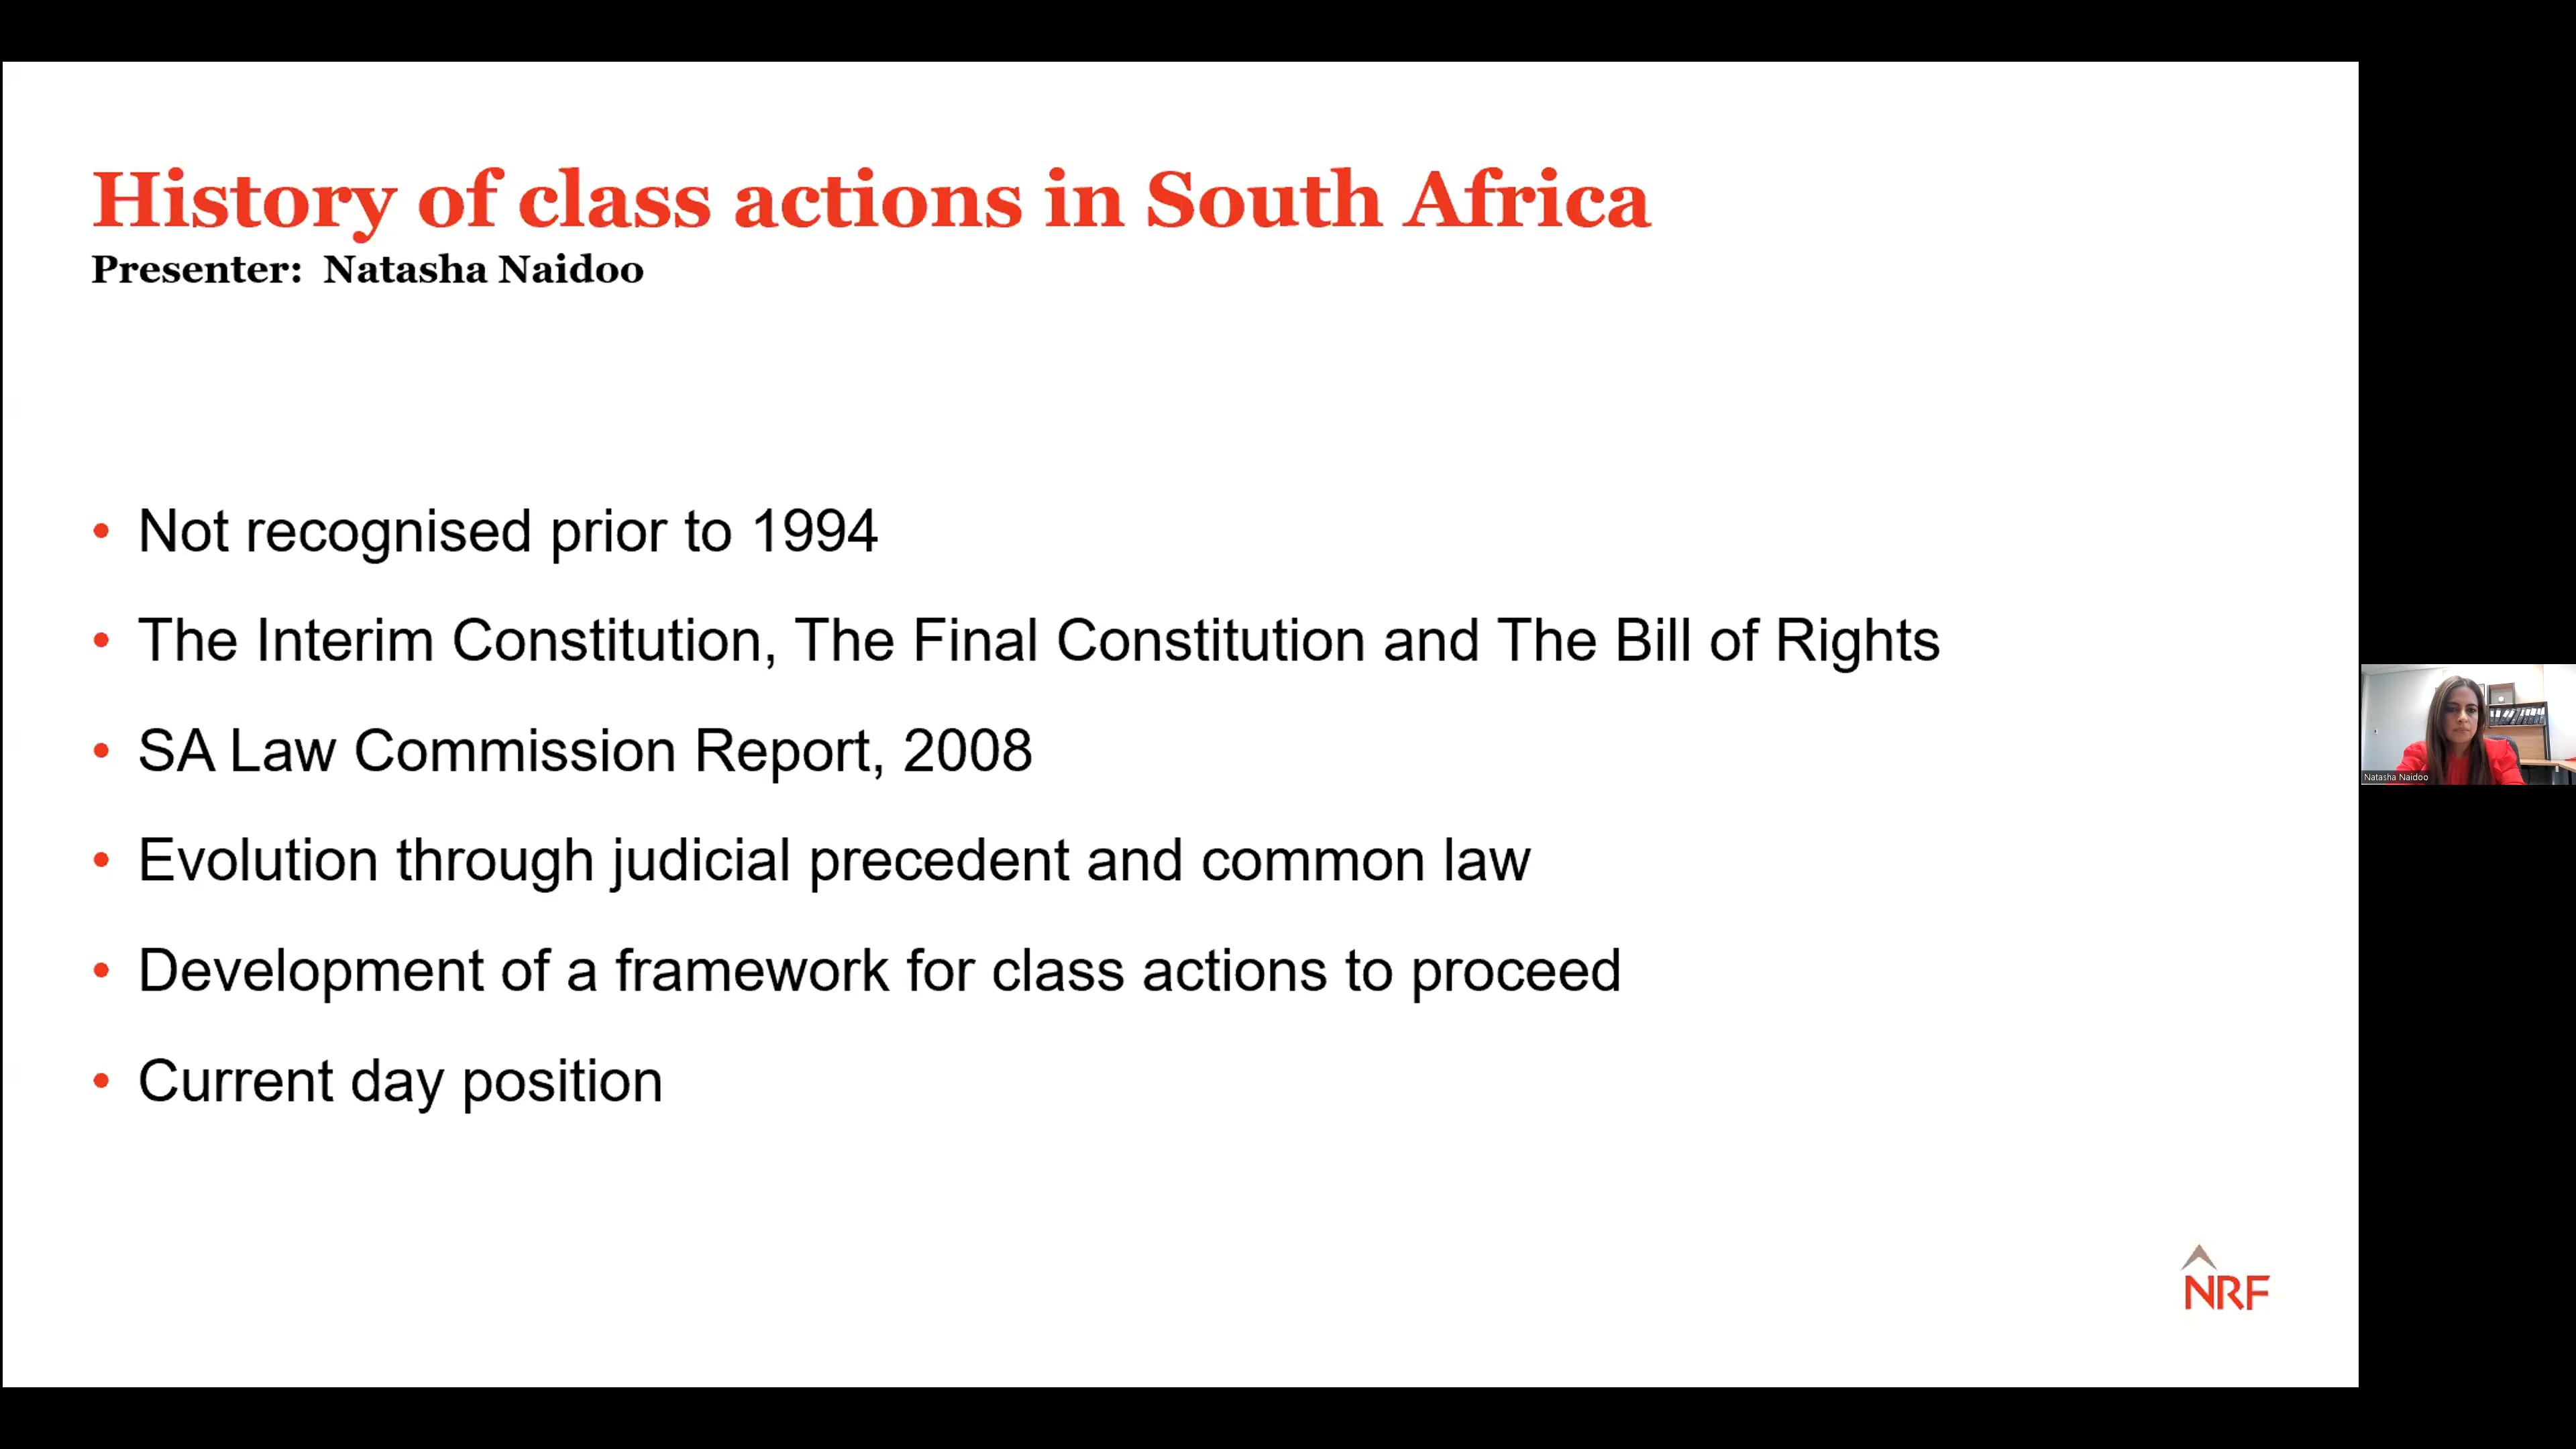 History of class actions in South Africa
Presenter: Natasha Naidoo
• Not recognised prior to 1994
• The Interim Constitution, The Final Constitution and The Bill of Rights
• SA Law Commission Report, 2008
• Evolution through judicial precedent and common law
• Development of a framework for class actions to proceed
• Current day position
Natasha Naidoo
NRF